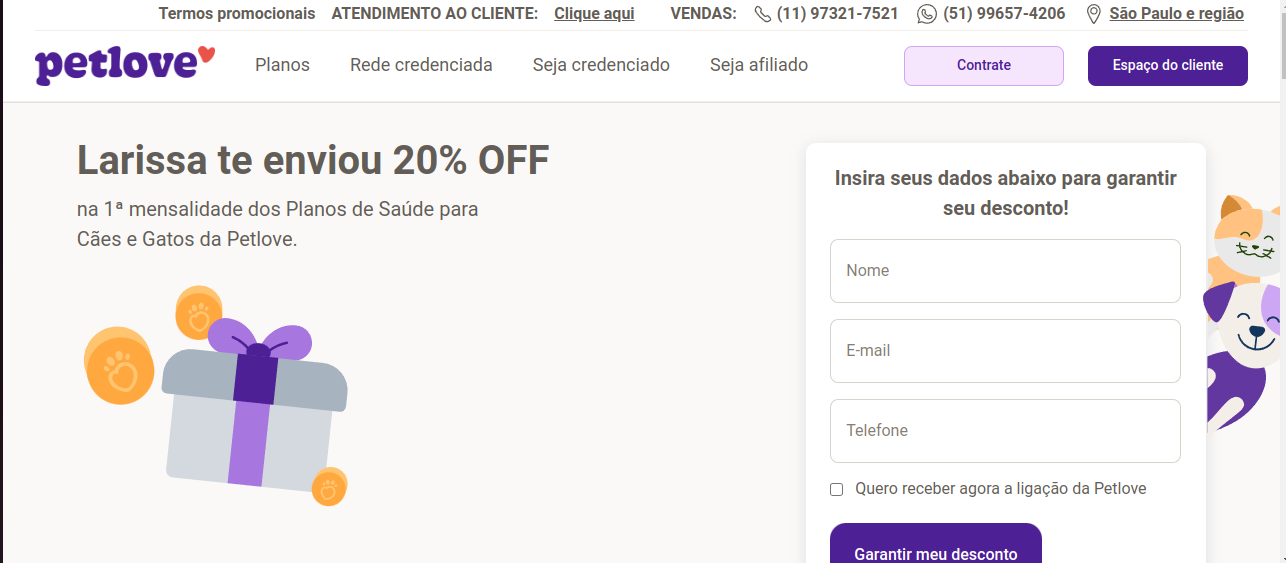 Termos promocionais ATENDIMENTO AO CLIENTE: Clique aqui VENDAS: (11) 97321-7521 (51) 99657-4206 São Paulo e região
petlove
Planos Rede credenciada Seja credenciado Seja afiliado Contrate Espaço do cliente
Larissa te enviou 20% OFF
na 1ª mensalidade dos Planos de Saúde para
Cães e Gatos da Petlove.
Insira seus dados abaixo para garantir
seu desconto!
Nome
E-mail
Telefone
Quero receber agora a ligação da Petlove
Garantir meu desconto